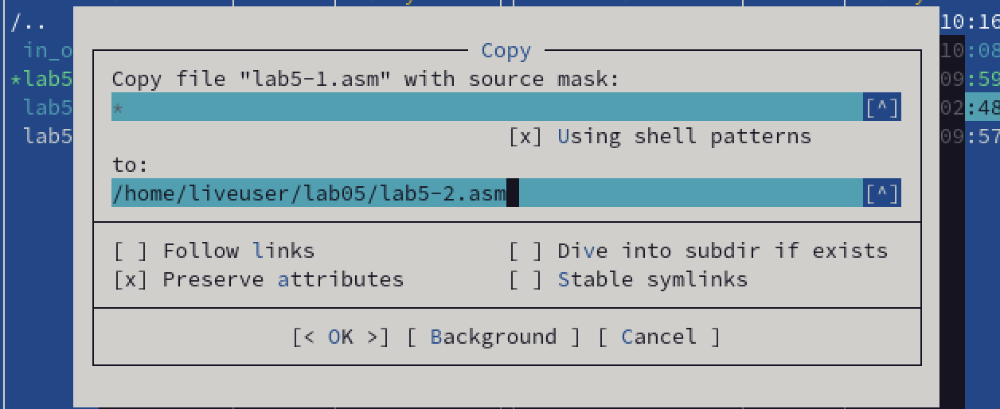 /.. 10:16
in_o 10:08
*lab5 09:59
lab5 02:48
lab5 09:57
Copy
Copy file "lab5-1.asm" with source mask:
* [^]
[x] Using shell patterns
to:
/home/liveuser/lab05/lab5-2.asm [^]
[ ] Follow links [ ] Dive into subdir if exists
[x] Preserve attributes [ ] Stable symlinks
[< OK >] [ Background ] [ Cancel ]